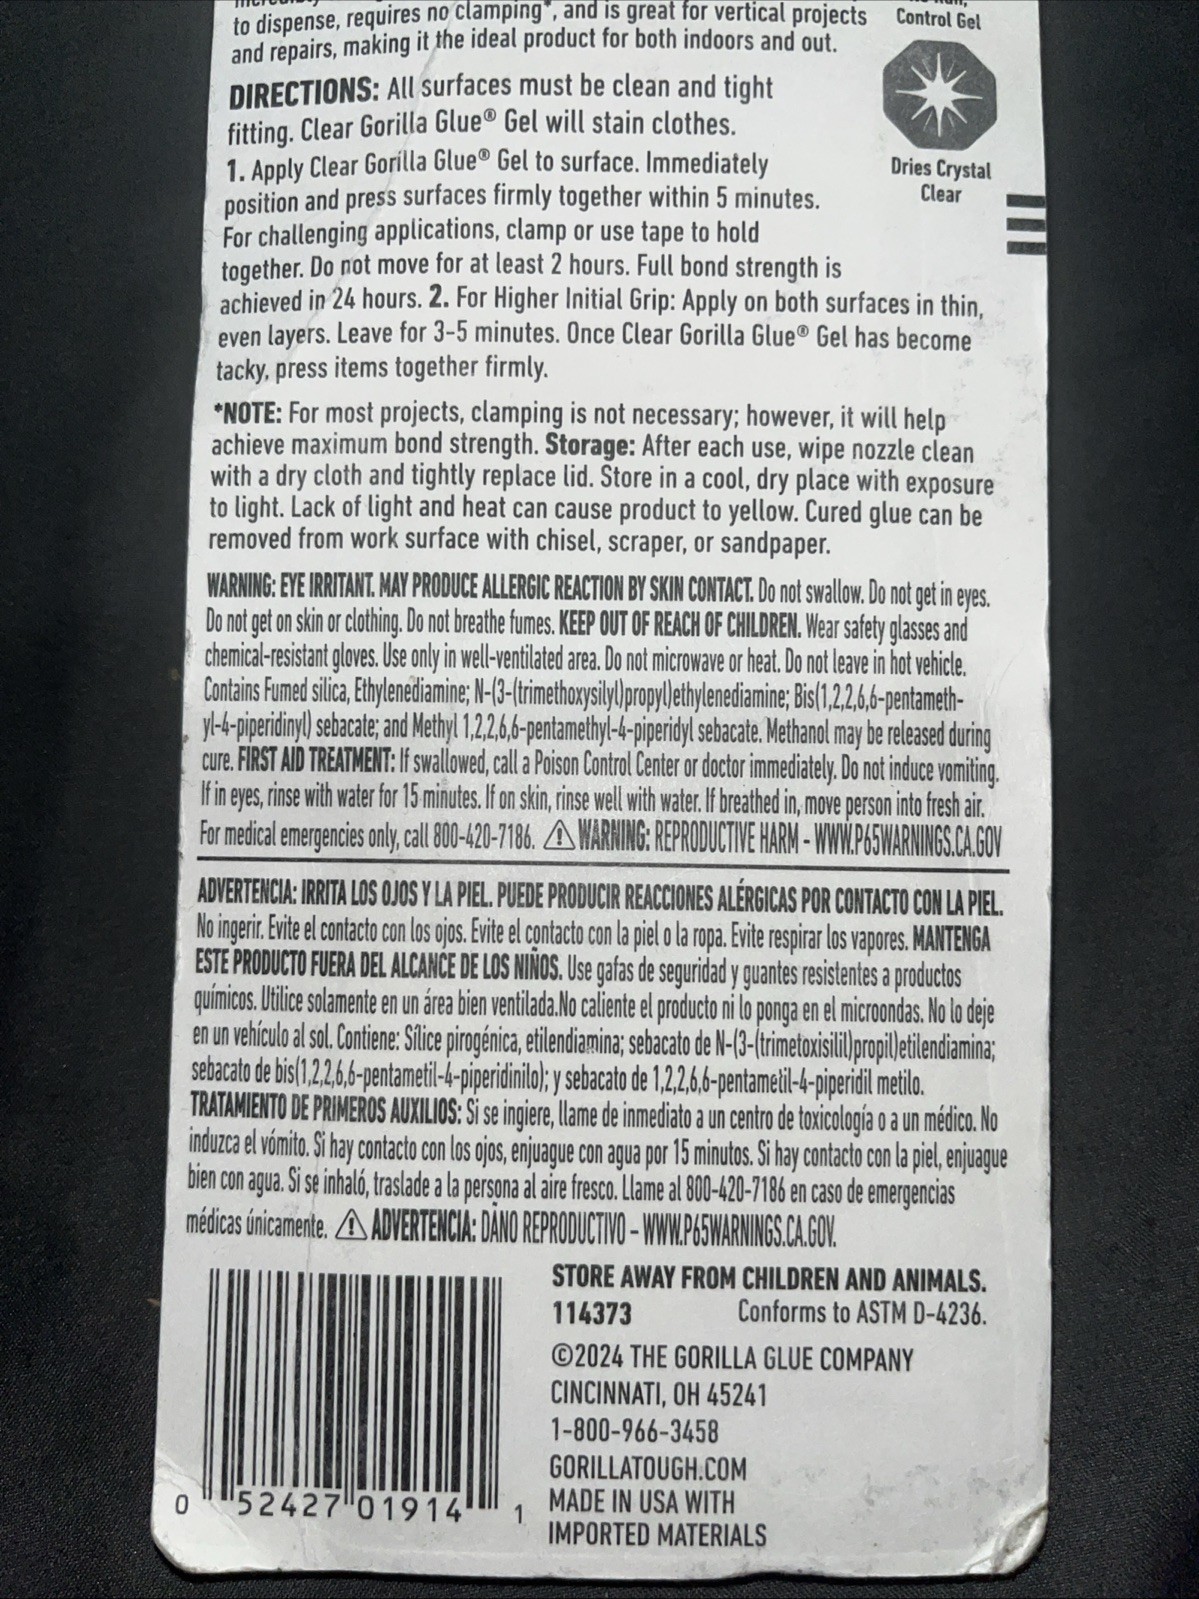 to dispense, requires no clamping*, and is great for vertical projects
and repairs, making it the ideal product for both indoors and out.
Control Gel
DIRECTIONS: All surfaces must be clean and tight
fitting. Clear Gorilla Glue® Gel will stain clothes.
1. Apply Clear Gorilla Glue® Gel to surface. Immediately
position and press surfaces firmly together within 5 minutes.
For challenging applications, clamp or use tape to hold
together. Do not move for at least 2 hours. Full bond strength is
achieved in 24 hours. 2. For Higher Initial Grip: Apply on both surfaces in thin,
even layers. Leave for 3-5 minutes. Once Clear Gorilla Glue® Gel has become
tacky, press items together firmly.
Dries Crystal
Clear
*NOTE: For most projects, clamping is not necessary; however, it will help
achieve maximum bond strength. Storage: After each use, wipe nozzle clean
with a dry cloth and tightly replace lid. Store in a cool, dry place with exposure
to light. Lack of light and heat can cause product to yellow. Cured glue can be
removed from work surface with chisel, scraper, or sandpaper.
WARNING: EYE IRRITANT. MAY PRODUCE ALLERGIC REACTION BY SKIN CONTACT. Do not swallow. Do not get in eyes.
Do not get on skin or clothing. Do not breathe fumes. KEEP OUT OF REACH OF CHILDREN. Wear safety glasses and
chemical-resistant gloves. Use only in well-ventilated area. Do not microwave or heat. Do not leave in hot vehicle.
Contains Fumed silica, Ethylenediamine; N-(3-(trimethoxysilyl)propyl)ethylenediamine; Bis(1,2,2,6,6-pentameth-
yl-4-piperidinyl) sebacate; and Methyl 1,2,2,6,6-pentamethyl-4-piperidyl sebacate. Methanol may be released during
cure. FIRST AID TREATMENT: If swallowed, call a Poison Control Center or doctor immediately. Do not induce vomiting.
If in eyes, rinse with water for 15 minutes. If on skin, rinse well with water. If breathed in, move person into fresh air.
For medical emergencies only, call 800-420-7186. ⚠ WARNING: REPRODUCTIVE HARM - WWW.P65WARNINGS.CA.GOV
ADVERTENCIA: IRRITA LOS OJOS Y LA PIEL. PUEDE PRODUCIR REACCIONES ALÉRGICAS POR CONTACTO CON LA PIEL.
No ingerir. Evite el contacto con los ojos. Evite el contacto con la piel o la ropa. Evite respirar los vapores. MANTENGA
ESTE PRODUCTO FUERA DEL ALCANCE DE LOS NIÑOS. Use gafas de seguridad y guantes resistentes a productos
químicos. Utilice solamente en un área bien ventilada.No caliente el producto ni lo ponga en el microondas. No lo deje
en un vehículo al sol. Contiene: Sílice pirogénica, etilendiamina; sebacato de N-(3-(trimetoxisilil)propil)etilendiamina;
sebacato de bis(1,2,2,6,6-pentametil-4-piperidinilo); y sebacato de 1,2,2,6,6-pentametil-4-piperidil metilo.
TRATAMIENTO DE PRIMEROS AUXILIOS: Si se ingiere, llame de inmediato a un centro de toxicología o a un médico. No
induzca el vómito. Si hay contacto con los ojos, enjuague con agua por 15 minutos. Si hay contacto con la piel, enjuague
bien con agua. Si se inhaló, traslade a la persona al aire fresco. Llame al 800-420-7186 en caso de emergencias
médicas únicamente. ⚠ ADVERTENCIA: DAÑO REPRODUCTIVO - WWW.P65WARNINGS.CA.GOV.
STORE AWAY FROM CHILDREN AND ANIMALS.
114373 Conforms to ASTM D-4236.
©2024 THE GORILLA GLUE COMPANY
CINCINNATI, OH 45241
1-800-966-3458
GORILLATOUGH.COM
MADE IN USA WITH
IMPORTED MATERIALS
0 52427 01914 1